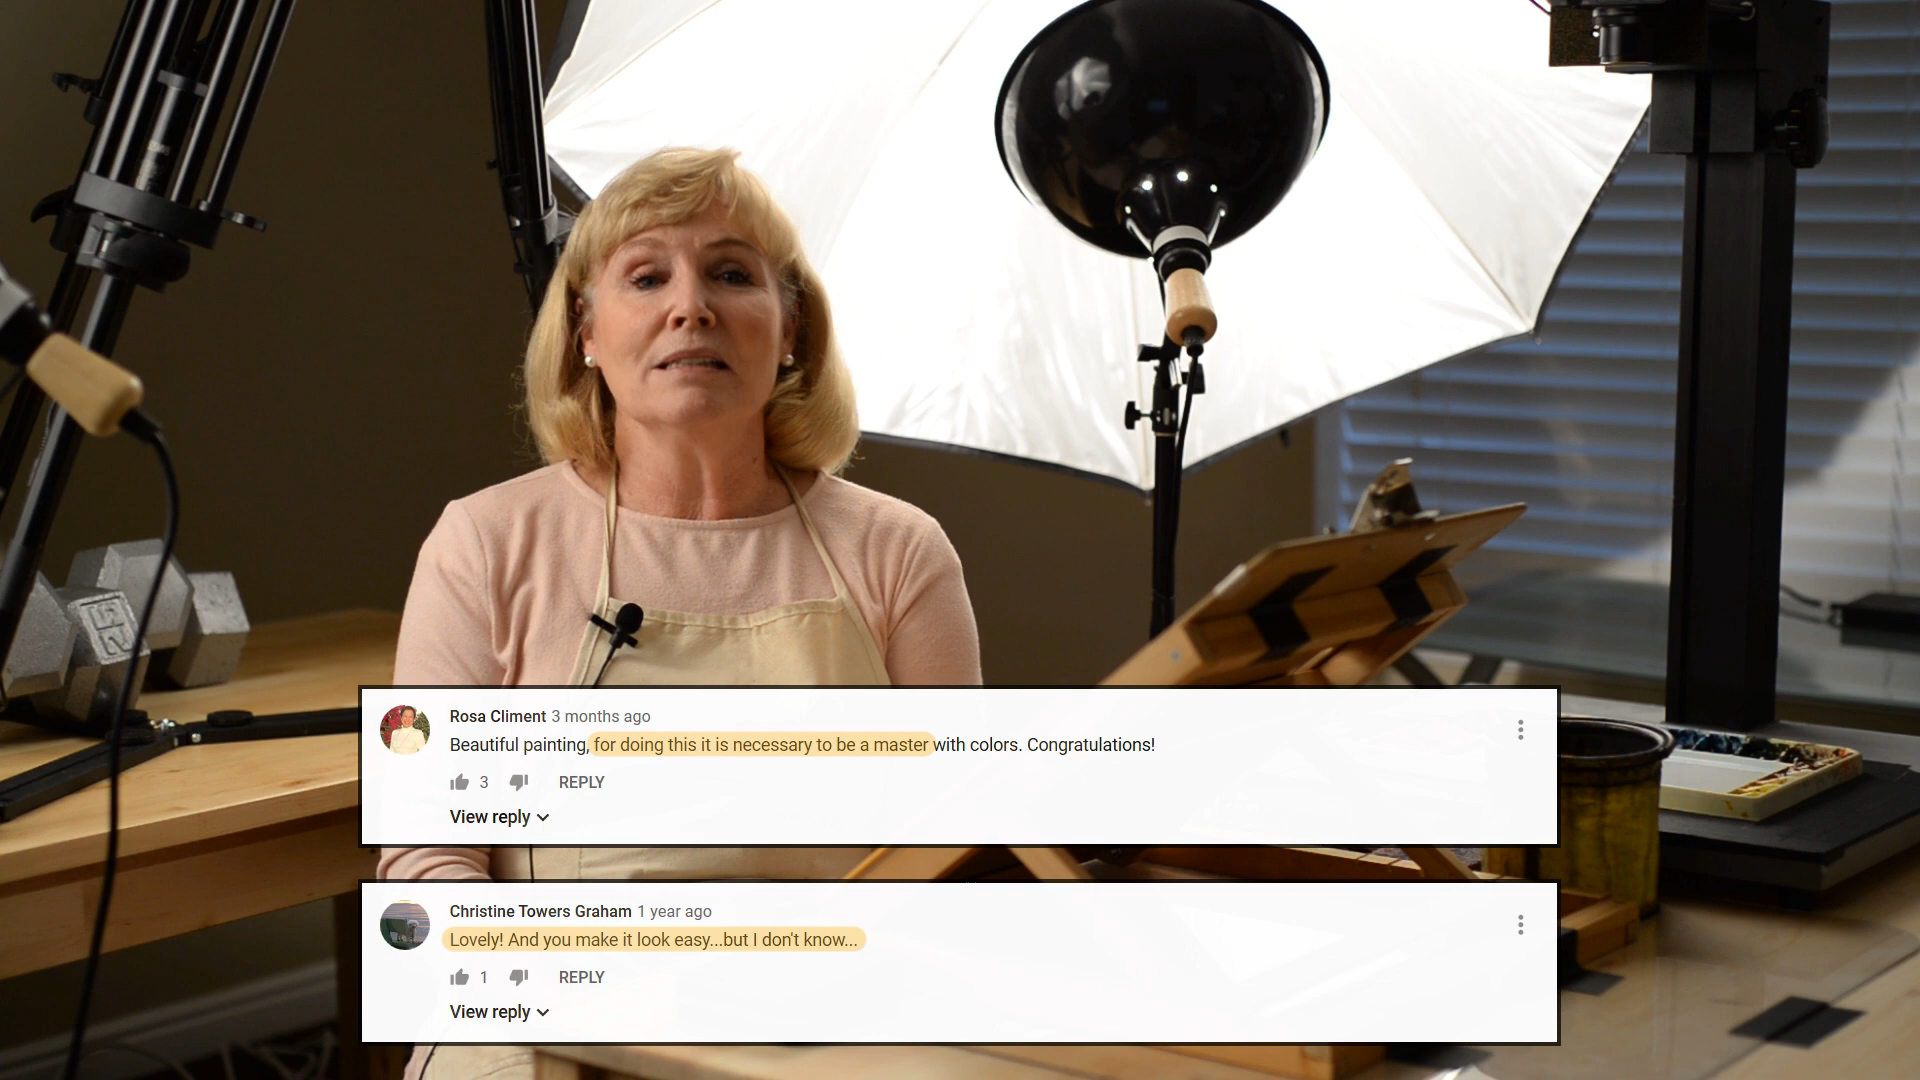 Rosa Climent 3 months ago
Beautiful painting, for doing this it is necessary to be a master with colors. Congratulations!
3 REPLY
View reply
Christine Towers Graham 1 year ago
Lovely! And you make it look easy...but I don't know...
1 REPLY
View reply